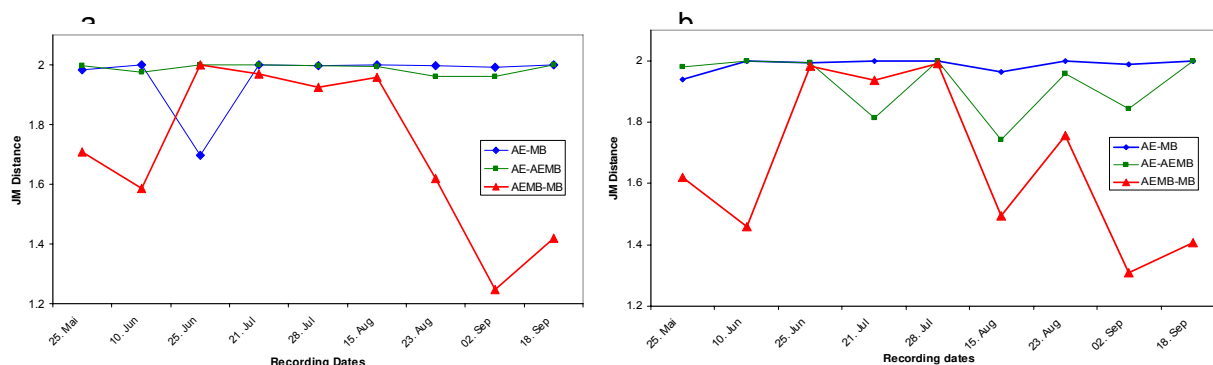 a
JM Distance
2
1.8
1.6
1.4
1.2
AE-MB
AE-AEMB
AEMB-MB
25. Mai
10. Jun
25. Jun
21. Jul
28. Jul
15. Aug
23. Aug
02. Sep
18. Sep
Recording Dates
b
JM Distance
2
1.8
1.6
1.4
1.2
AE-MB
AE-AEMB
AEMB-MB
25. Mai
10. Jun
25. Jun
21. Jul
28. Jul
15. Aug
23. Aug
02. Sep
18. Sep
Recording dates